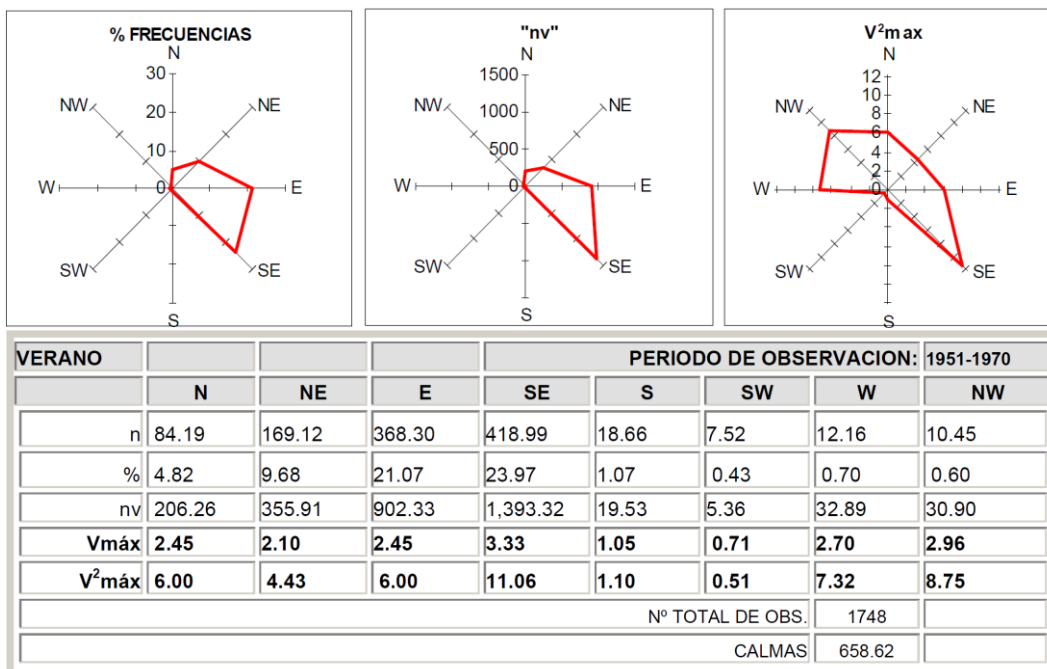 % FRECUENCIAS
N
30
NW
NE
20
10
W
0
E
SW
SE
S
"nv"
N
1500
NW
NE
1000
500
W
0
E
SW
SE
S
V²max
N
12
NW
NE
10
8
6
4
2
W
0
E
SW
SE
S
VERANO PERIODO DE OBSERVACION: 1951-1970
N NE E SE S SW W NW
n 84.19 169.12 368.30 418.99 18.66 7.52 12.16 10.45
% 4.82 9.68 21.07 23.97 1.07 0.43 0.70 0.60
nv 206.26 355.91 902.33 1,393.32 19.53 5.36 32.89 30.90
Vmáx 2.45 2.10 2.45 3.33 1.05 0.71 2.70 2.96
V²máx 6.00 4.43 6.00 11.06 1.10 0.51 7.32 8.75
Nº TOTAL DE OBS. 1748
CALMAS 658.62